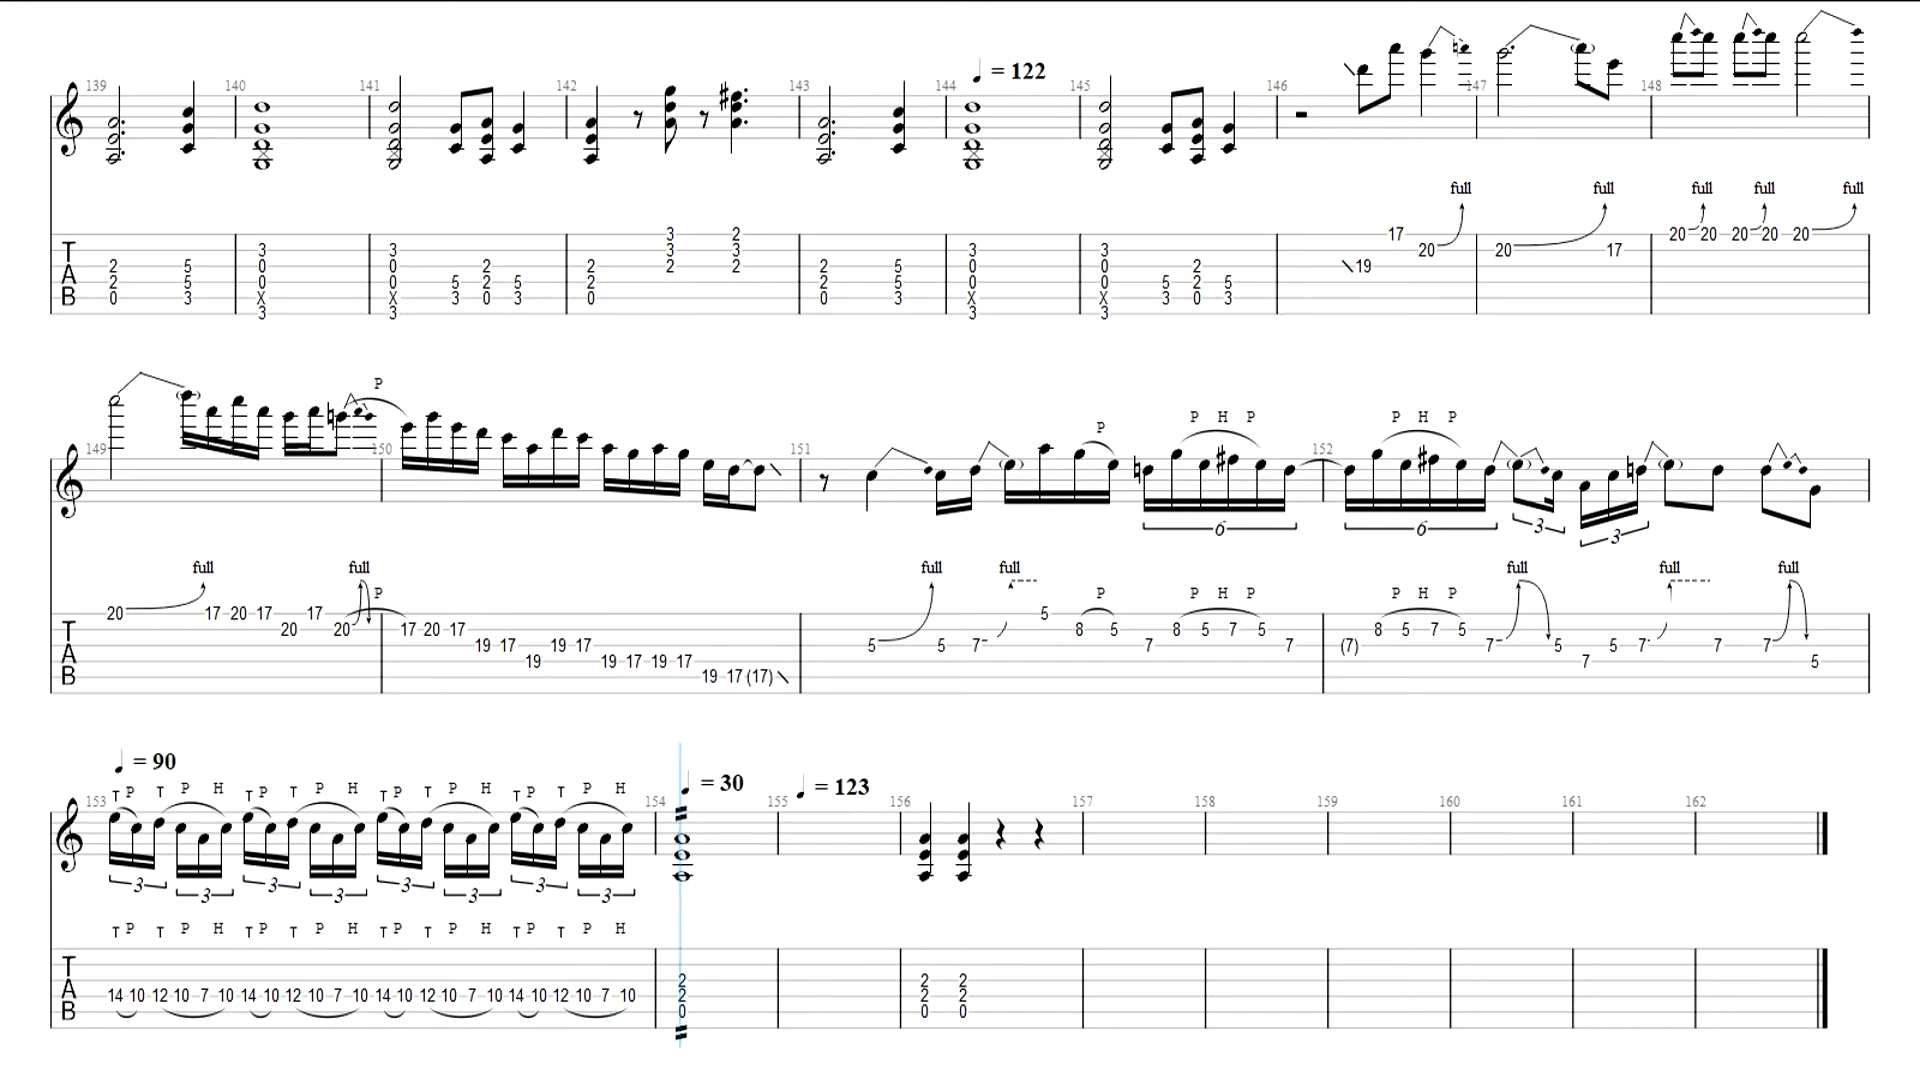 ♩ = 122
139 140 141 142 143 144 145 146 147 148
full full full full full
3 3 3 2 3 3 17 20 20 20 20 20
T 3 3 20 20 17
2 5 0 0 2 2 2 2 2 5 0 0 2 19
A 2 5 0 0 5 2 5 2 2 5 0 0 5 2 5
B 0 3 X X 3 0 3 0 0 3 X X 3 0 3
3 3 3 3
P P P H P P H P
149 150 151 152
6 6 3 3
full full full full full full full
P P P H P P H P
20 17 20 17 17 5
T 20 20 17 20 17 8 5 8 5 7 5 8 5 7 5
19 17 19 17 5 5 7 7 7 (7) 7 5 5 7 7 7
A 19 19 17 19 17 7 5
B 19 17 (17)
♩ = 90 ♩ = 30 ♩ = 123
T P T P H T P T P H T P T P H T P T P H
153 154 155 156 157 158 159 160 161 162
3 3 3 3 3 3 3 3
T P T P H T P T P H T P T P H T P T P H
T
2 2 2
A 14 10 12 10 7 10 14 10 12 10 7 10 14 10 12 10 7 10 14 10 12 10 7 10 2 2 2
B 0 0 0